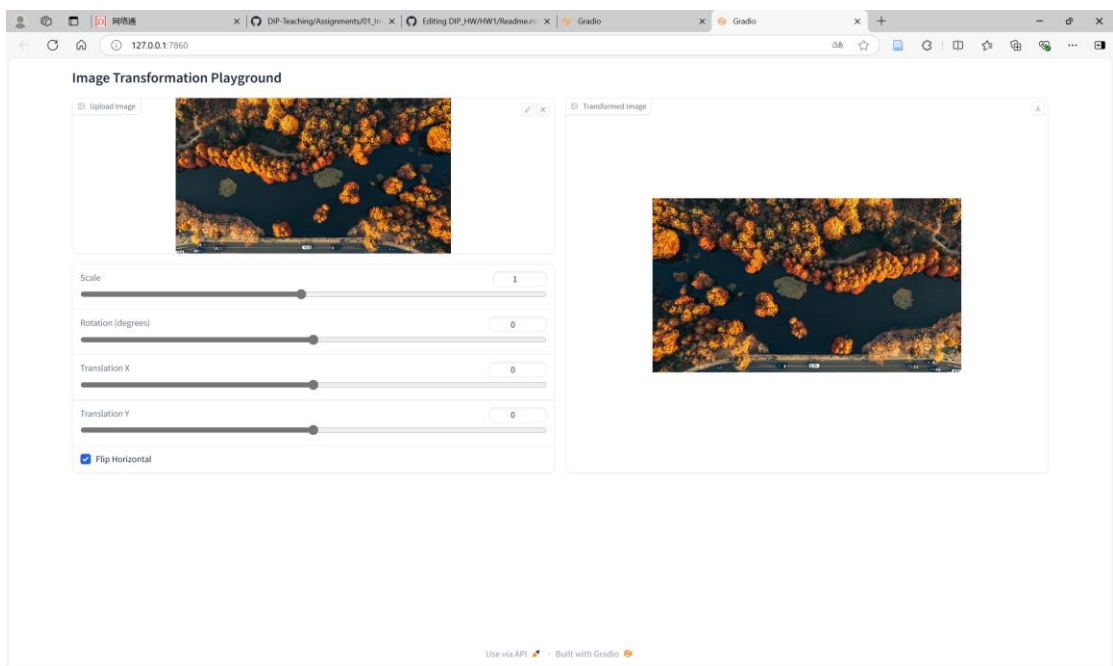 网络通
DIP-Teaching/Assignments/01_Im
Editing DIP_HW/HW1/Readme.m
Gradio
Gradio
127.0.0.1:7860
Image Transformation Playground
Upload Image
Transformed Image
Scale
1
Rotation (degrees)
0
Translation X
0
Translation Y
0
Flip Horizontal
Use via API · Built with Gradio